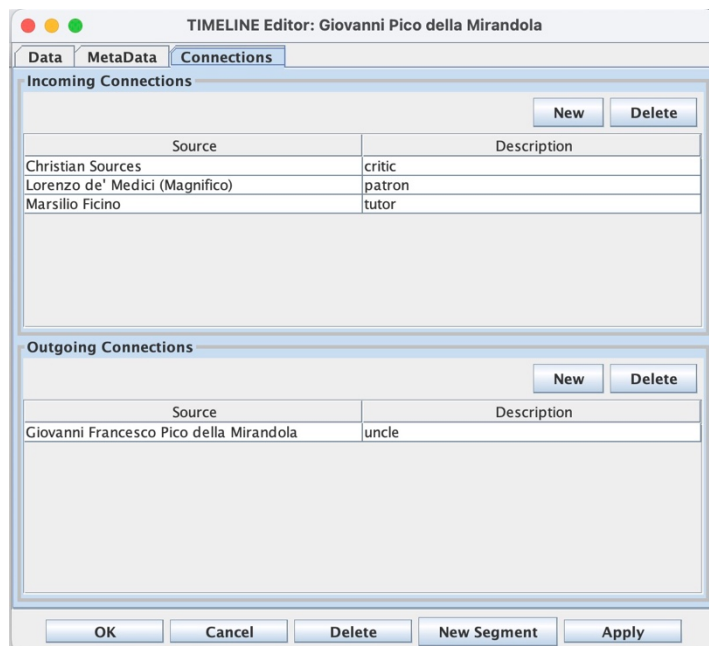 TIMELINE Editor: Giovanni Pico della Mirandola
Data MetaData Connections
Incoming Connections
New Delete
Source Description
Christian Sources critic
Lorenzo de' Medici (Magnifico) patron
Marsilio Ficino tutor
Outgoing Connections
New Delete
Source Description
Giovanni Francesco Pico della Mirandola uncle
OK Cancel Delete New Segment Apply